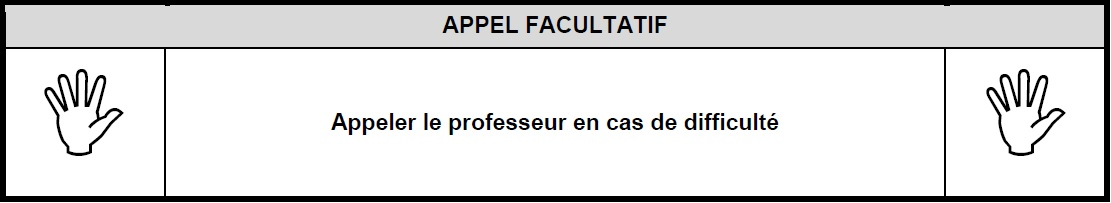 APPEL FACULTATIF
Appeler le professeur en cas de difficulté